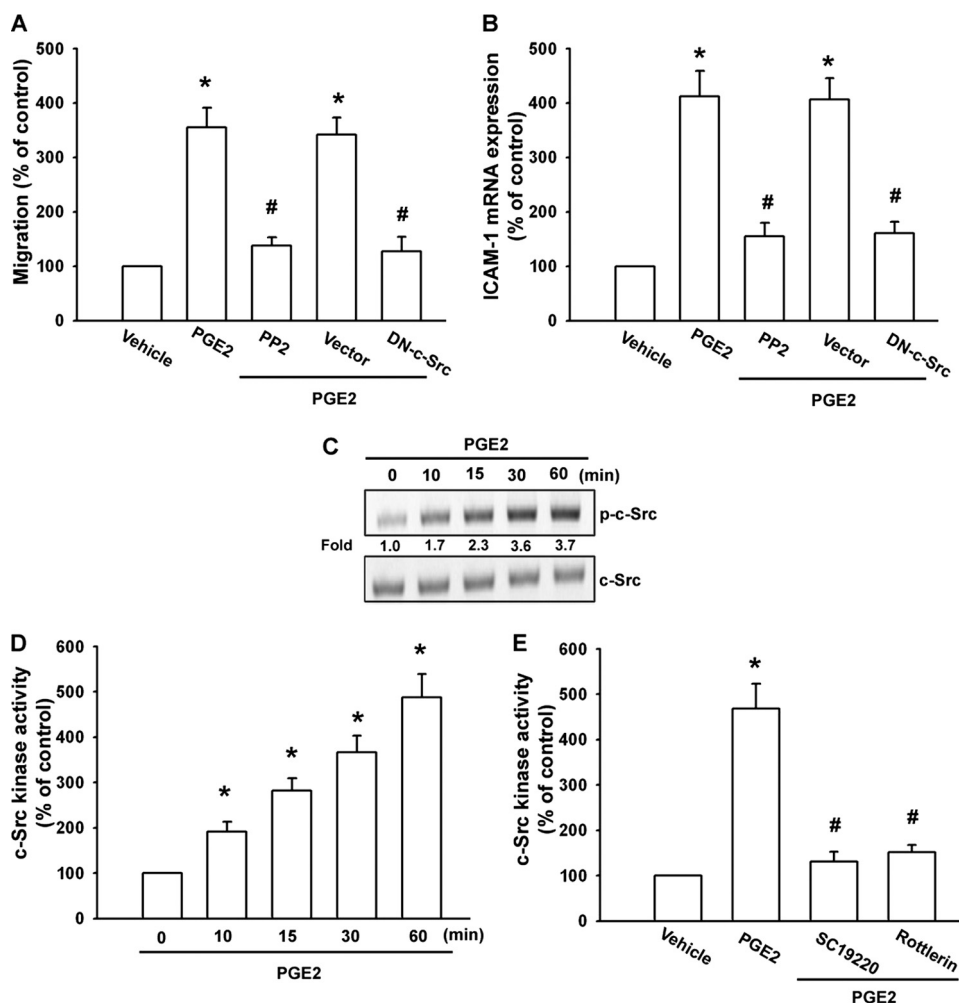 A
Migration (% of control)
500
400
300
200
100
0
*
#
*
#
Vehicle
PGE2
PP2
Vector
DN-c-Src
PGE2
B
ICAM-1 mRNA expression
(% of control)
500
400
300
200
100
0
*
#
*
#
Vehicle
PGE2
PP2
Vector
DN-c-Src
PGE2
C
PGE2
0 10 15 30 60 (min)
p-c-Src
Fold 1.0 1.7 2.3 3.6 3.7
c-Src
D
c-Src kinase activity
(% of control)
600
500
400
300
200
100
0
*
*
*
*
0 10 15 30 60 (min)
PGE2
E
c-Src kinase activity
(% of control)
600
500
400
300
200
100
0
*
#
#
Vehicle
PGE2
SC19220
Rottlerin
PGE2